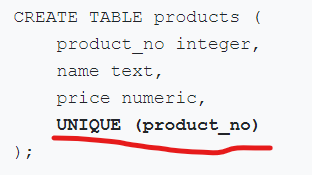 CREATE TABLE products (
    product_no integer,
    name text,
    price numeric,
    UNIQUE (product_no)
);